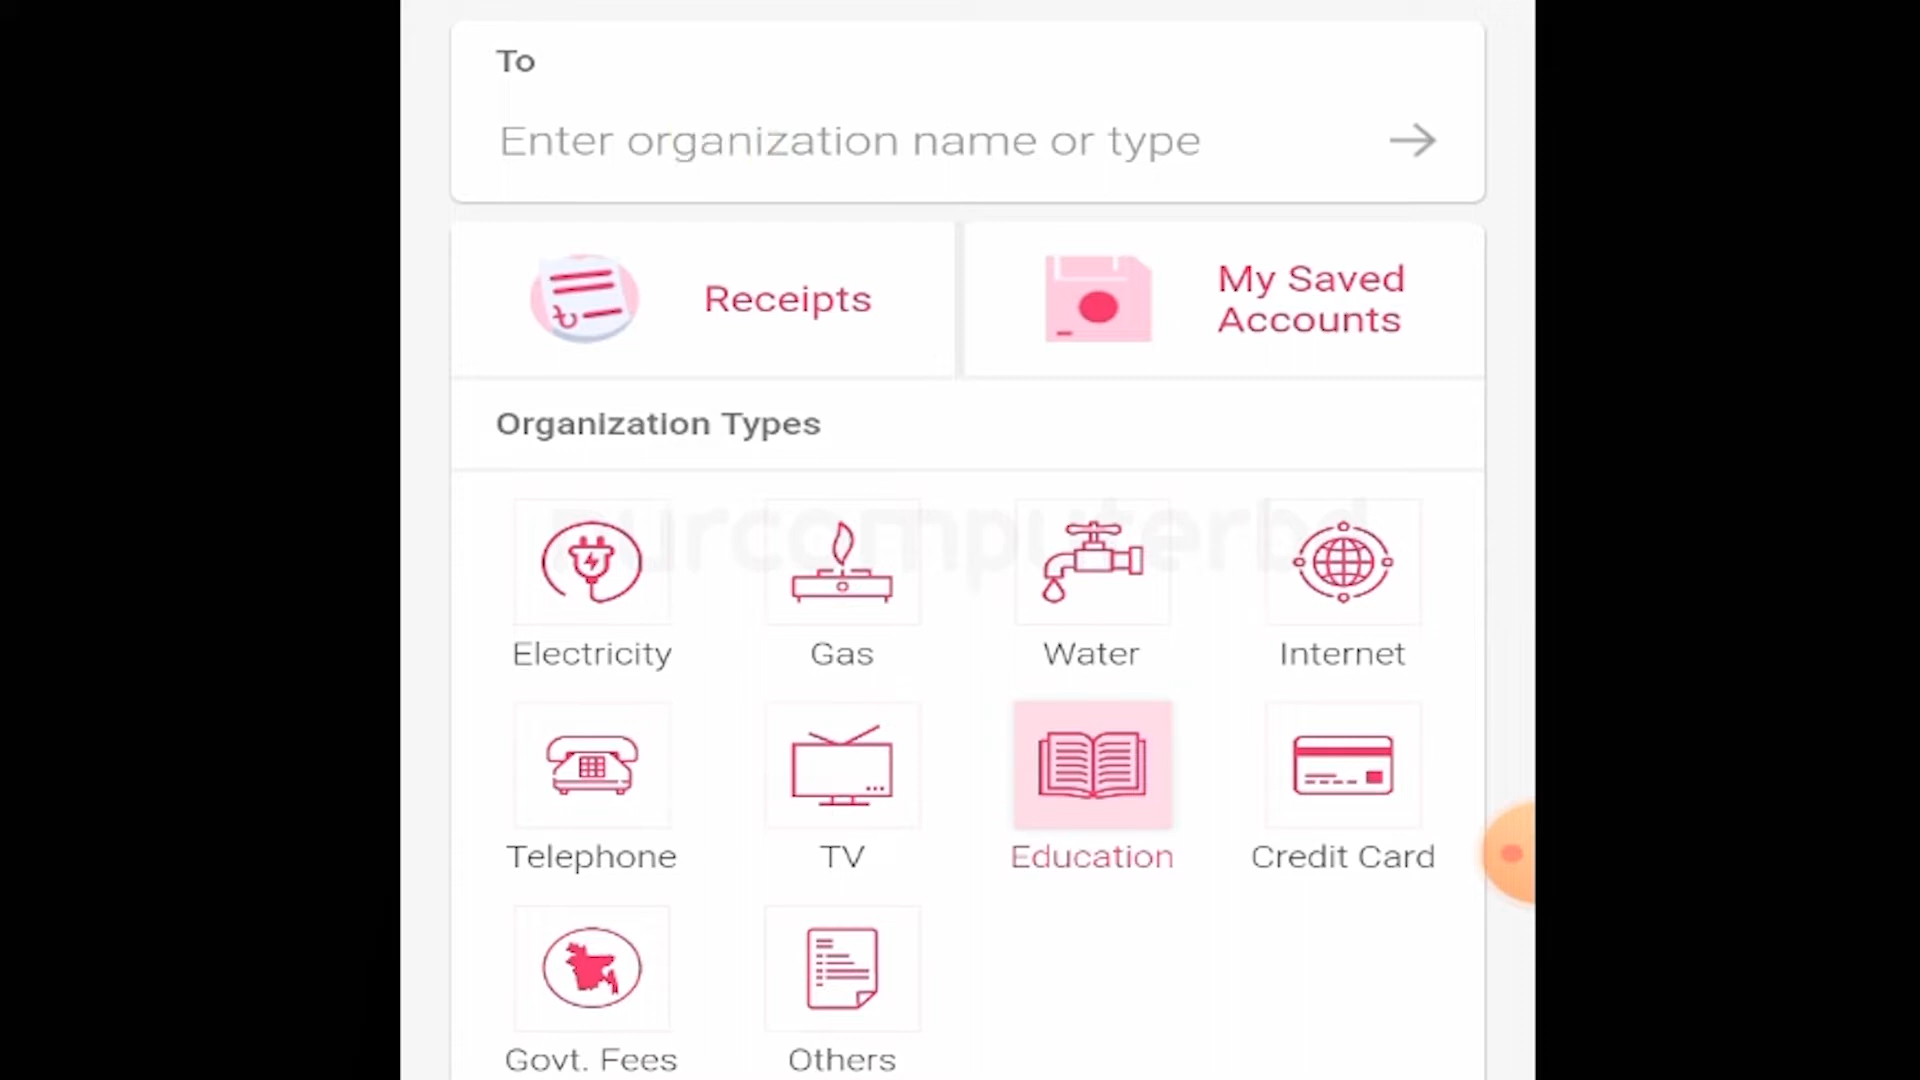 To
Enter organization name or type
Receipts
My Saved
Accounts
Organization Types
nurcomputerbd
Electricity
Gas
Water
Internet
Telephone
TV
Education
Credit Card
Govt. Fees
Others